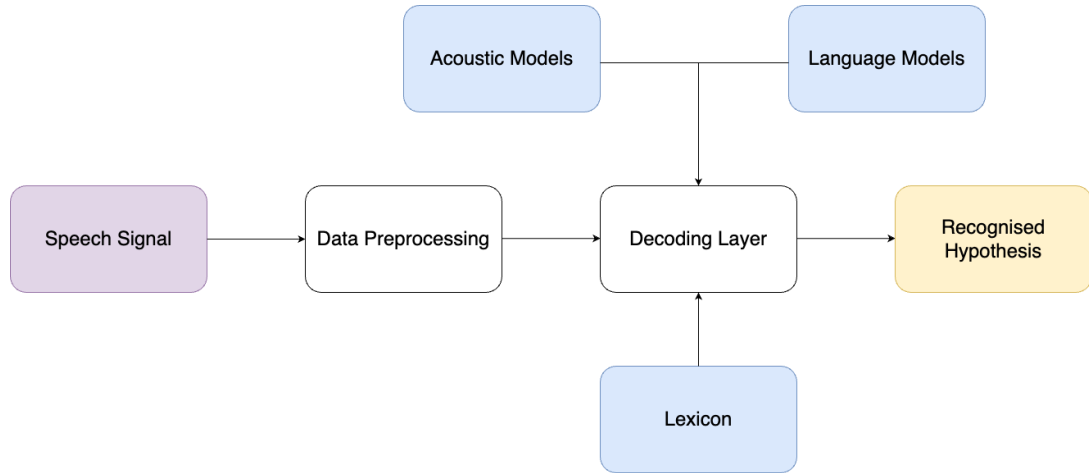 Acoustic Models
Language Models
Speech Signal
Data Preprocessing
Decoding Layer
Recognised
Hypothesis
Lexicon